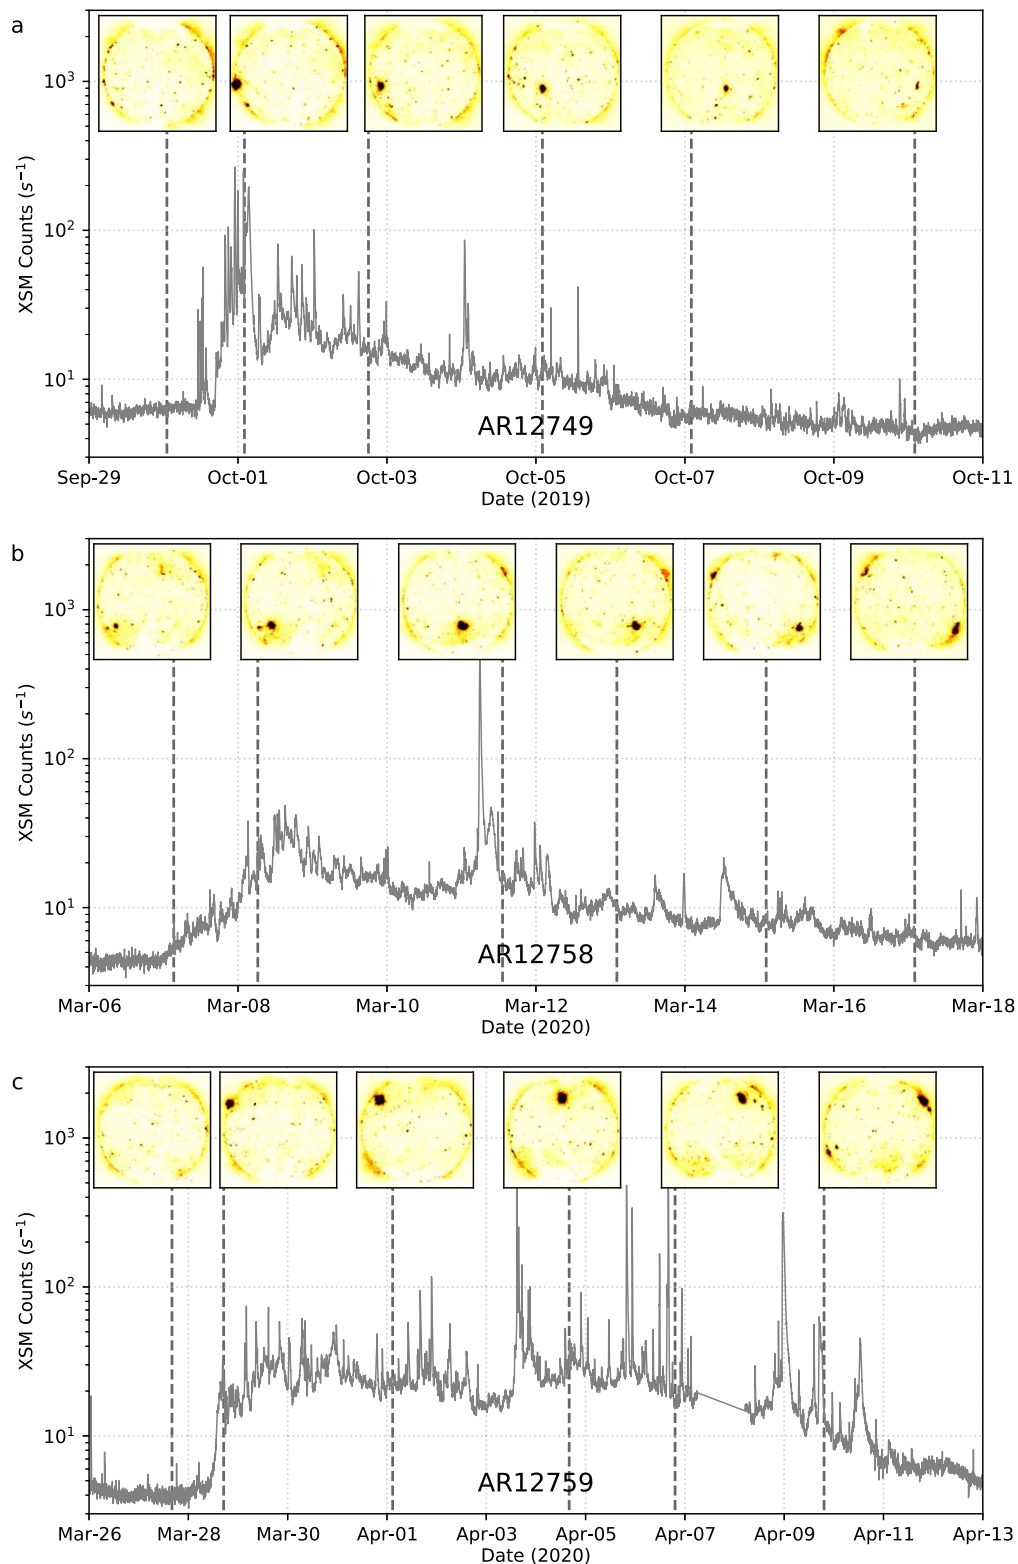 a
10³
10²
10¹
XSM Counts (s⁻¹)
AR12749
Sep-29 Oct-01 Oct-03 Oct-05 Oct-07 Oct-09 Oct-11
Date (2019)
b
10³
10²
10¹
XSM Counts (s⁻¹)
AR12758
Mar-06 Mar-08 Mar-10 Mar-12 Mar-14 Mar-16 Mar-18
Date (2020)
c
10³
10²
10¹
XSM Counts (s⁻¹)
AR12759
Mar-26 Mar-28 Mar-30 Apr-01 Apr-03 Apr-05 Apr-07 Apr-09 Apr-11 Apr-13
Date (2020)